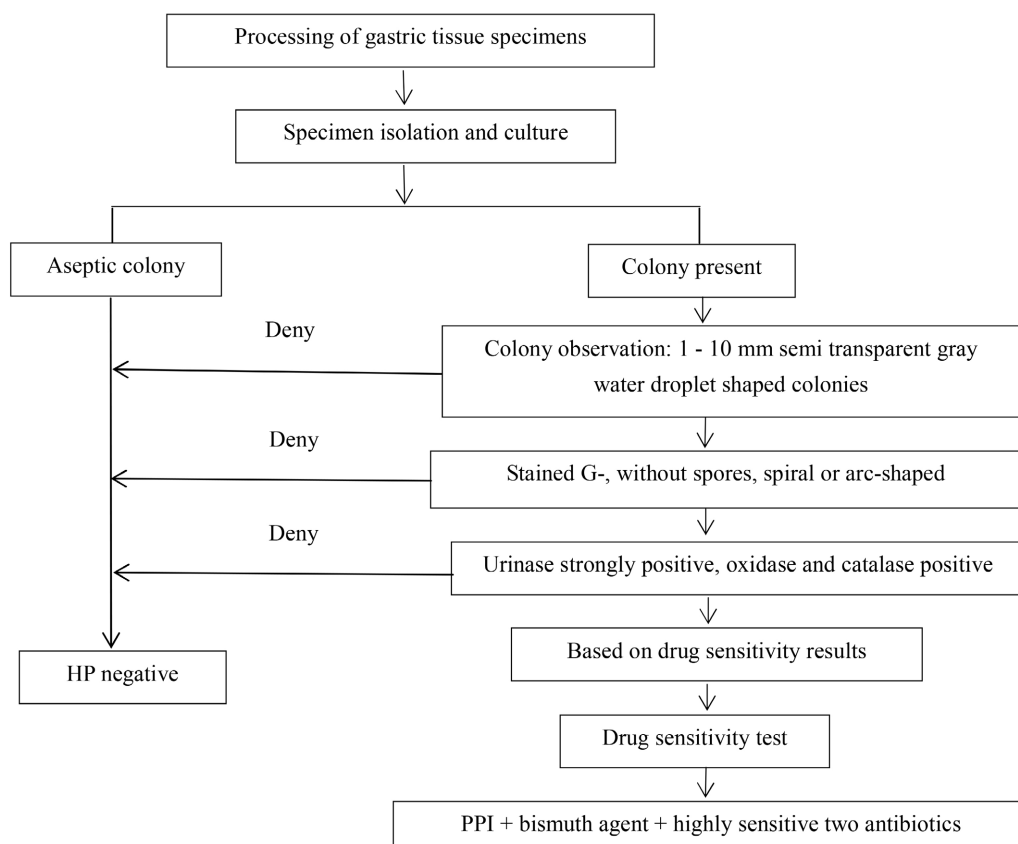 Processing of gastric tissue specimens
Specimen isolation and culture
Aseptic colony
Colony present
Deny
Colony observation: 1 - 10 mm semi transparent gray
water droplet shaped colonies
Deny
Stained G-, without spores, spiral or arc-shaped
Deny
Urinase strongly positive, oxidase and catalase positive
Based on drug sensitivity results
HP negative
Drug sensitivity test
PPI + bismuth agent + highly sensitive two antibiotics